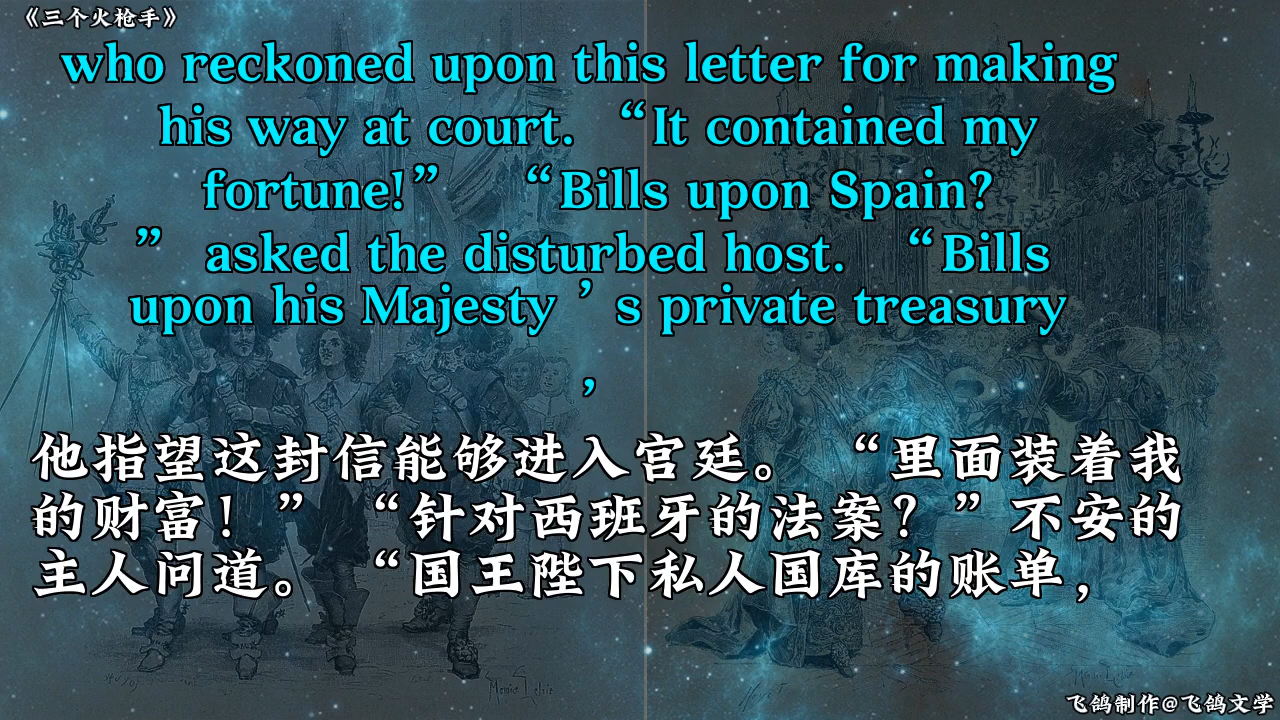 《三个火枪手》
who reckoned upon this letter for making
his way at court. “It contained my
fortune!” “Bills upon Spain?
” asked the disturbed host. “Bills
upon his Majesty ’s private treasury
，
他指望这封信能够进入宫廷。“里面装着我
的财富！”“针对西班牙的法案？”不安的
主人问道。“国王陛下私人国库的账单，
飞鸽制作@飞鸽文学